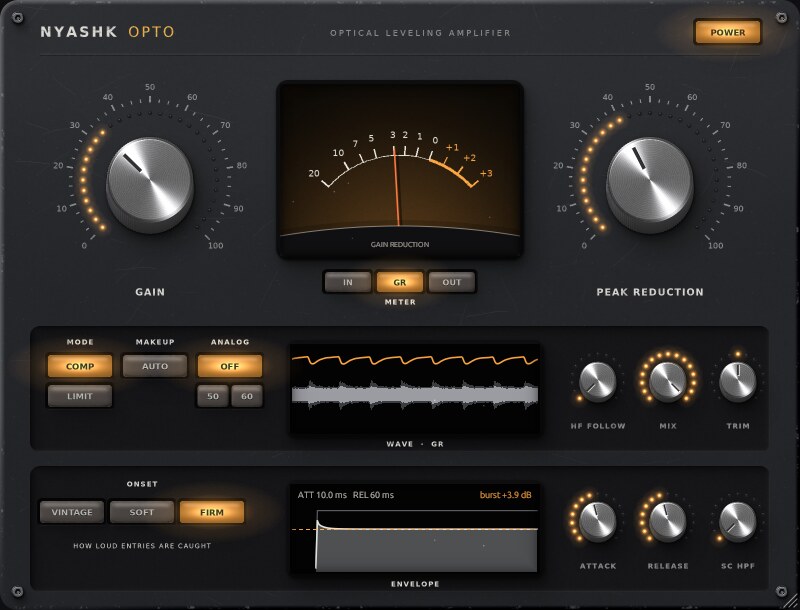 NYASHK OPTO
OPTICAL LEVELING AMPLIFIER
POWER
0 10 20 30 40 50 60 70 80 90 100
20 10 7 5 3 2 1 0 +1 +2 +3
GAIN REDUCTION
0 10 20 30 40 50 60 70 80 90 100
GAIN
IN GR OUT
METER
PEAK REDUCTION
MODE MAKEUP ANALOG
COMP AUTO OFF
LIMIT 50 60
WAVE · GR
HF FOLLOW MIX TRIM
ONSET
VINTAGE SOFT FIRM
HOW LOUD ENTRIES ARE CAUGHT
ATT 10.0 ms REL 60 ms burst +3.9 dB
ENVELOPE
ATTACK RELEASE SC HPF